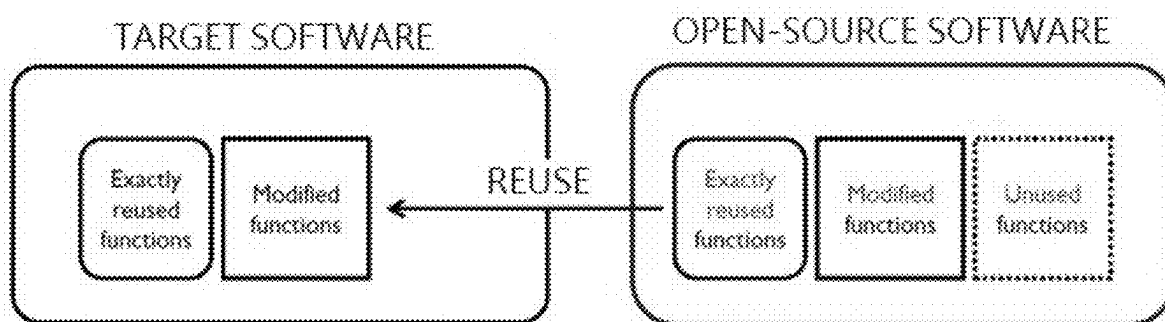 TARGET SOFTWARE
OPEN-SOURCE SOFTWARE
Exactly
reused
functions
Modified
functions
REUSE
Exactly
reused
functions
Modified
functions
Unused
functions